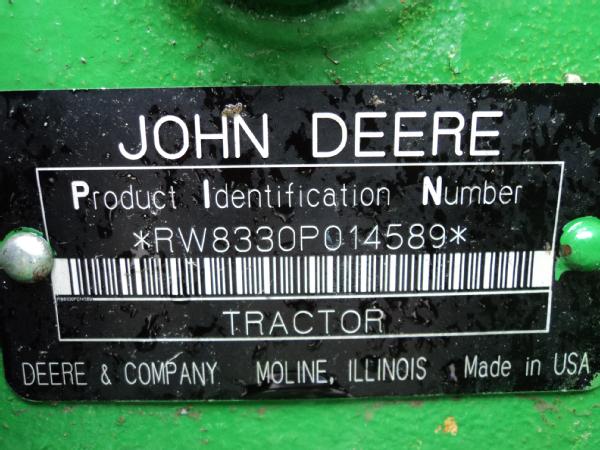 JOHN DEERE
Product Identification Number
*RW8330P014589*
TRACTOR
DEERE & COMPANY MOLINE, ILLINOIS Made in USA